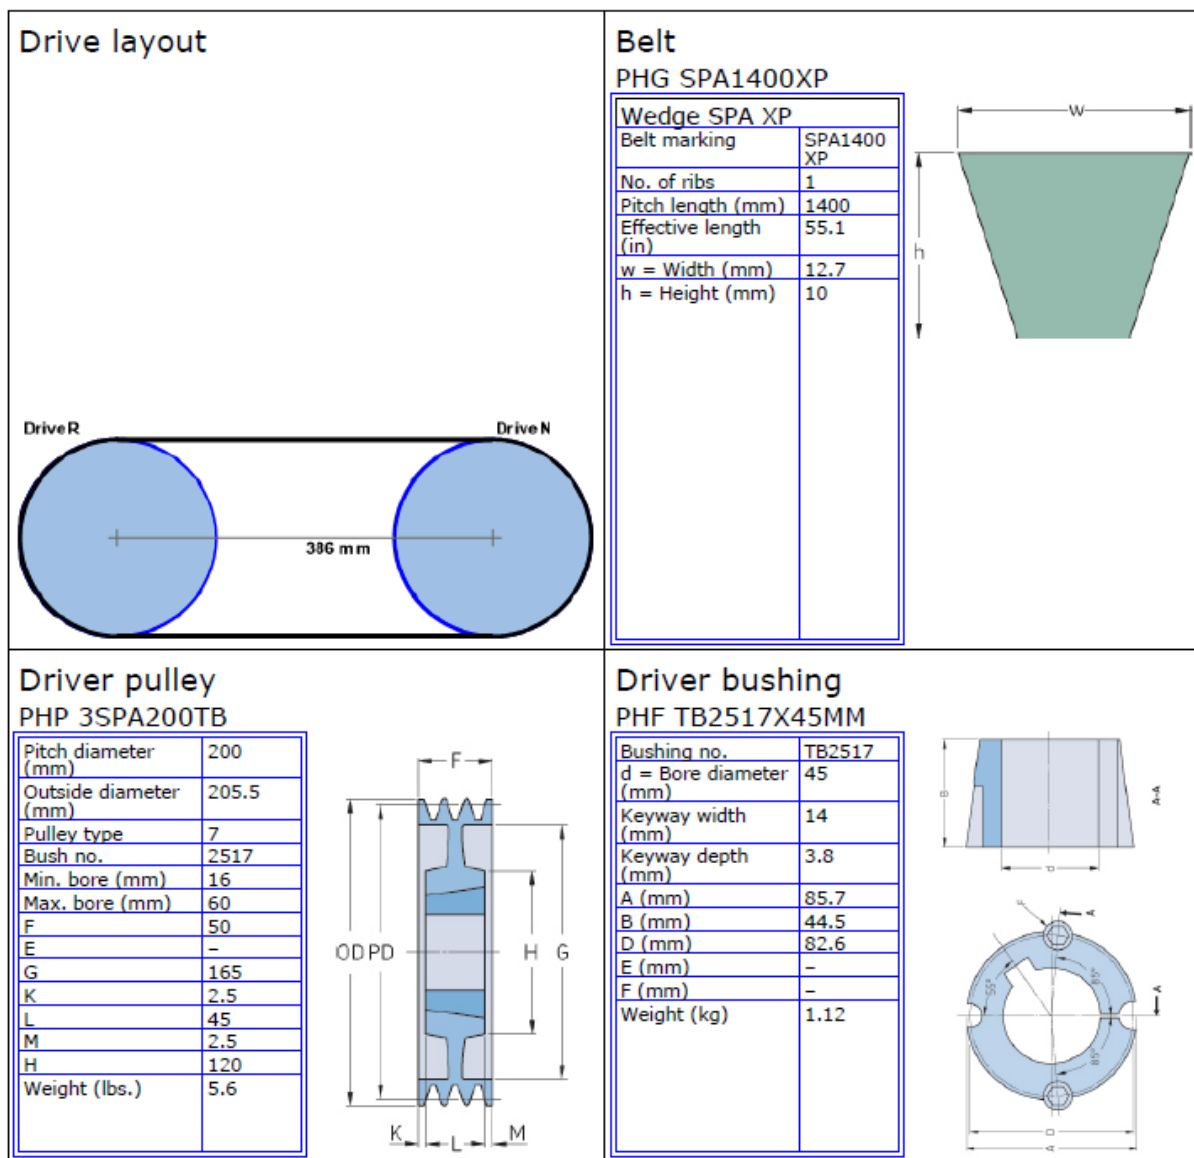 Drive layout
DriveR
DriveN
386 mm
Belt
PHG SPA1400XP
Wedge SPA XP
Belt marking SPA1400
XP
No. of ribs 1
Pitch length (mm) 1400
Effective length 55.1
(in)
w = Width (mm) 12.7
h = Height (mm) 10
w
h
Driver pulley
PHP 3SPA200TB
Pitch diameter 200
(mm)
Outside diameter 205.5
(mm)
Pulley type 7
Bush no. 2517
Min. bore (mm) 16
Max. bore (mm) 60
F 50
E –
G 165
K 2.5
L 45
M 2.5
H 120
Weight (lbs.) 5.6
F
OD PD H G
K L M
Driver bushing
PHF TB2517X45MM
Bushing no. TB2517
d = Bore diameter 45
(mm)
Keyway width 14
(mm)
Keyway depth 3.8
(mm)
A (mm) 85.7
B (mm) 44.5
D (mm) 82.6
E (mm) –
F (mm) –
Weight (kg) 1.12
B
A-A
d
F
A
55°
85°
A
85°
D
A